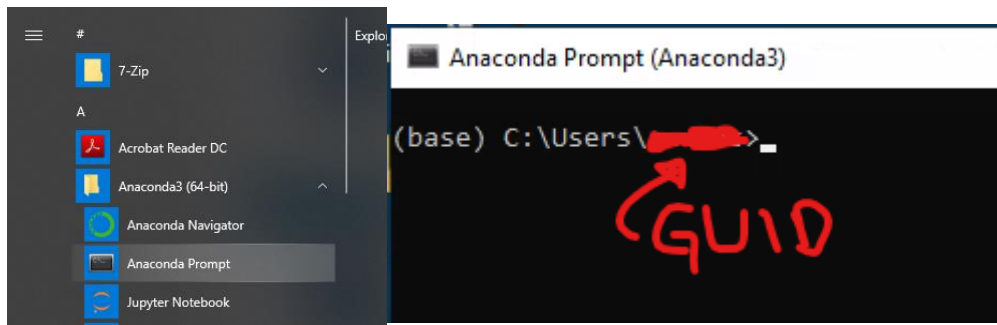 #
7-Zip
A
Acrobat Reader DC
Anaconda3 (64-bit)
Anaconda Navigator
Anaconda Prompt
Jupyter Notebook
Explo
Anaconda Prompt (Anaconda3)
(base) C:\Users\ >
GUID